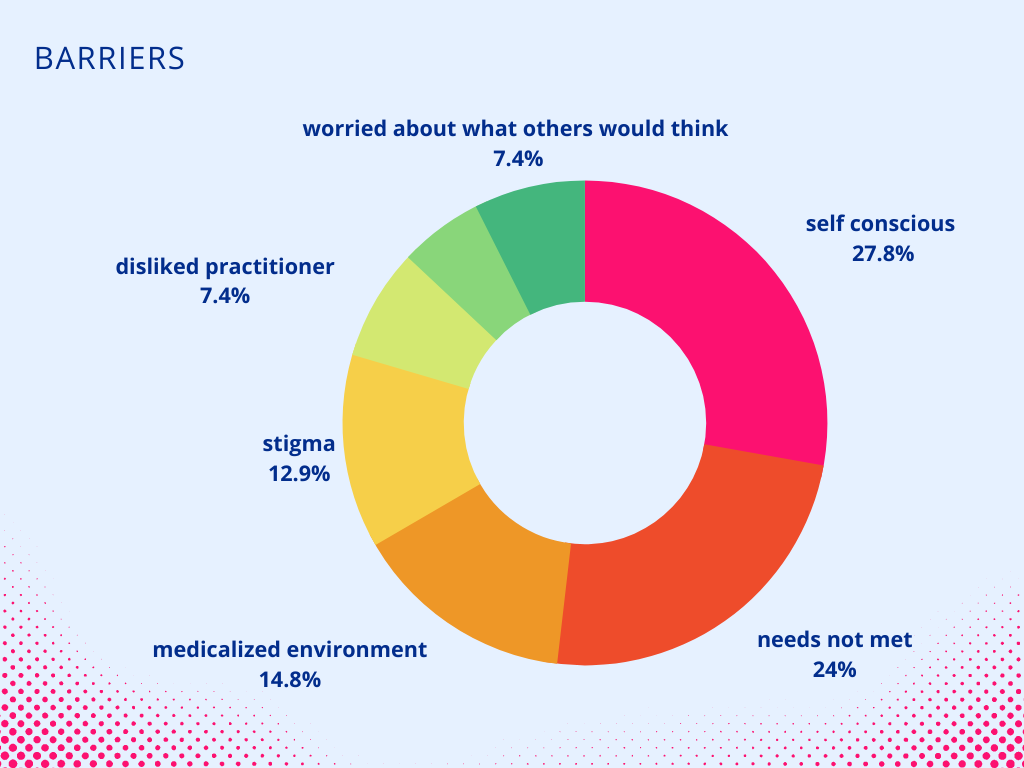 BARRIERS
worried about what others would think
7.4%
self conscious
27.8%
disliked practitioner
7.4%
stigma
12.9%
needs not met
24%
medicalized environment
14.8%